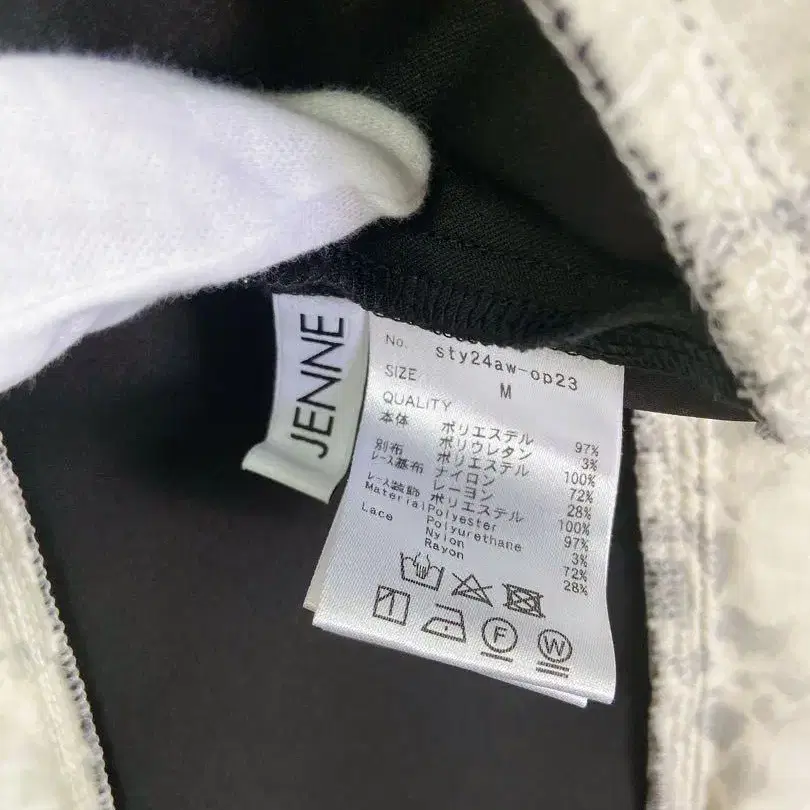 JENNE
No. sty24aw-op23
SIZE M
QUALITY
本体 ポリエステル 97%
ポリウレタン 3%
別布 ポリエステル 100%
レース基布 ナイロン 72%
レーヨン 28%
レース装飾 ポリエステル 100%
Material Polyester 97%
Polyurethane 3%
Lace Nylon 72%
Rayon 28%
F
W